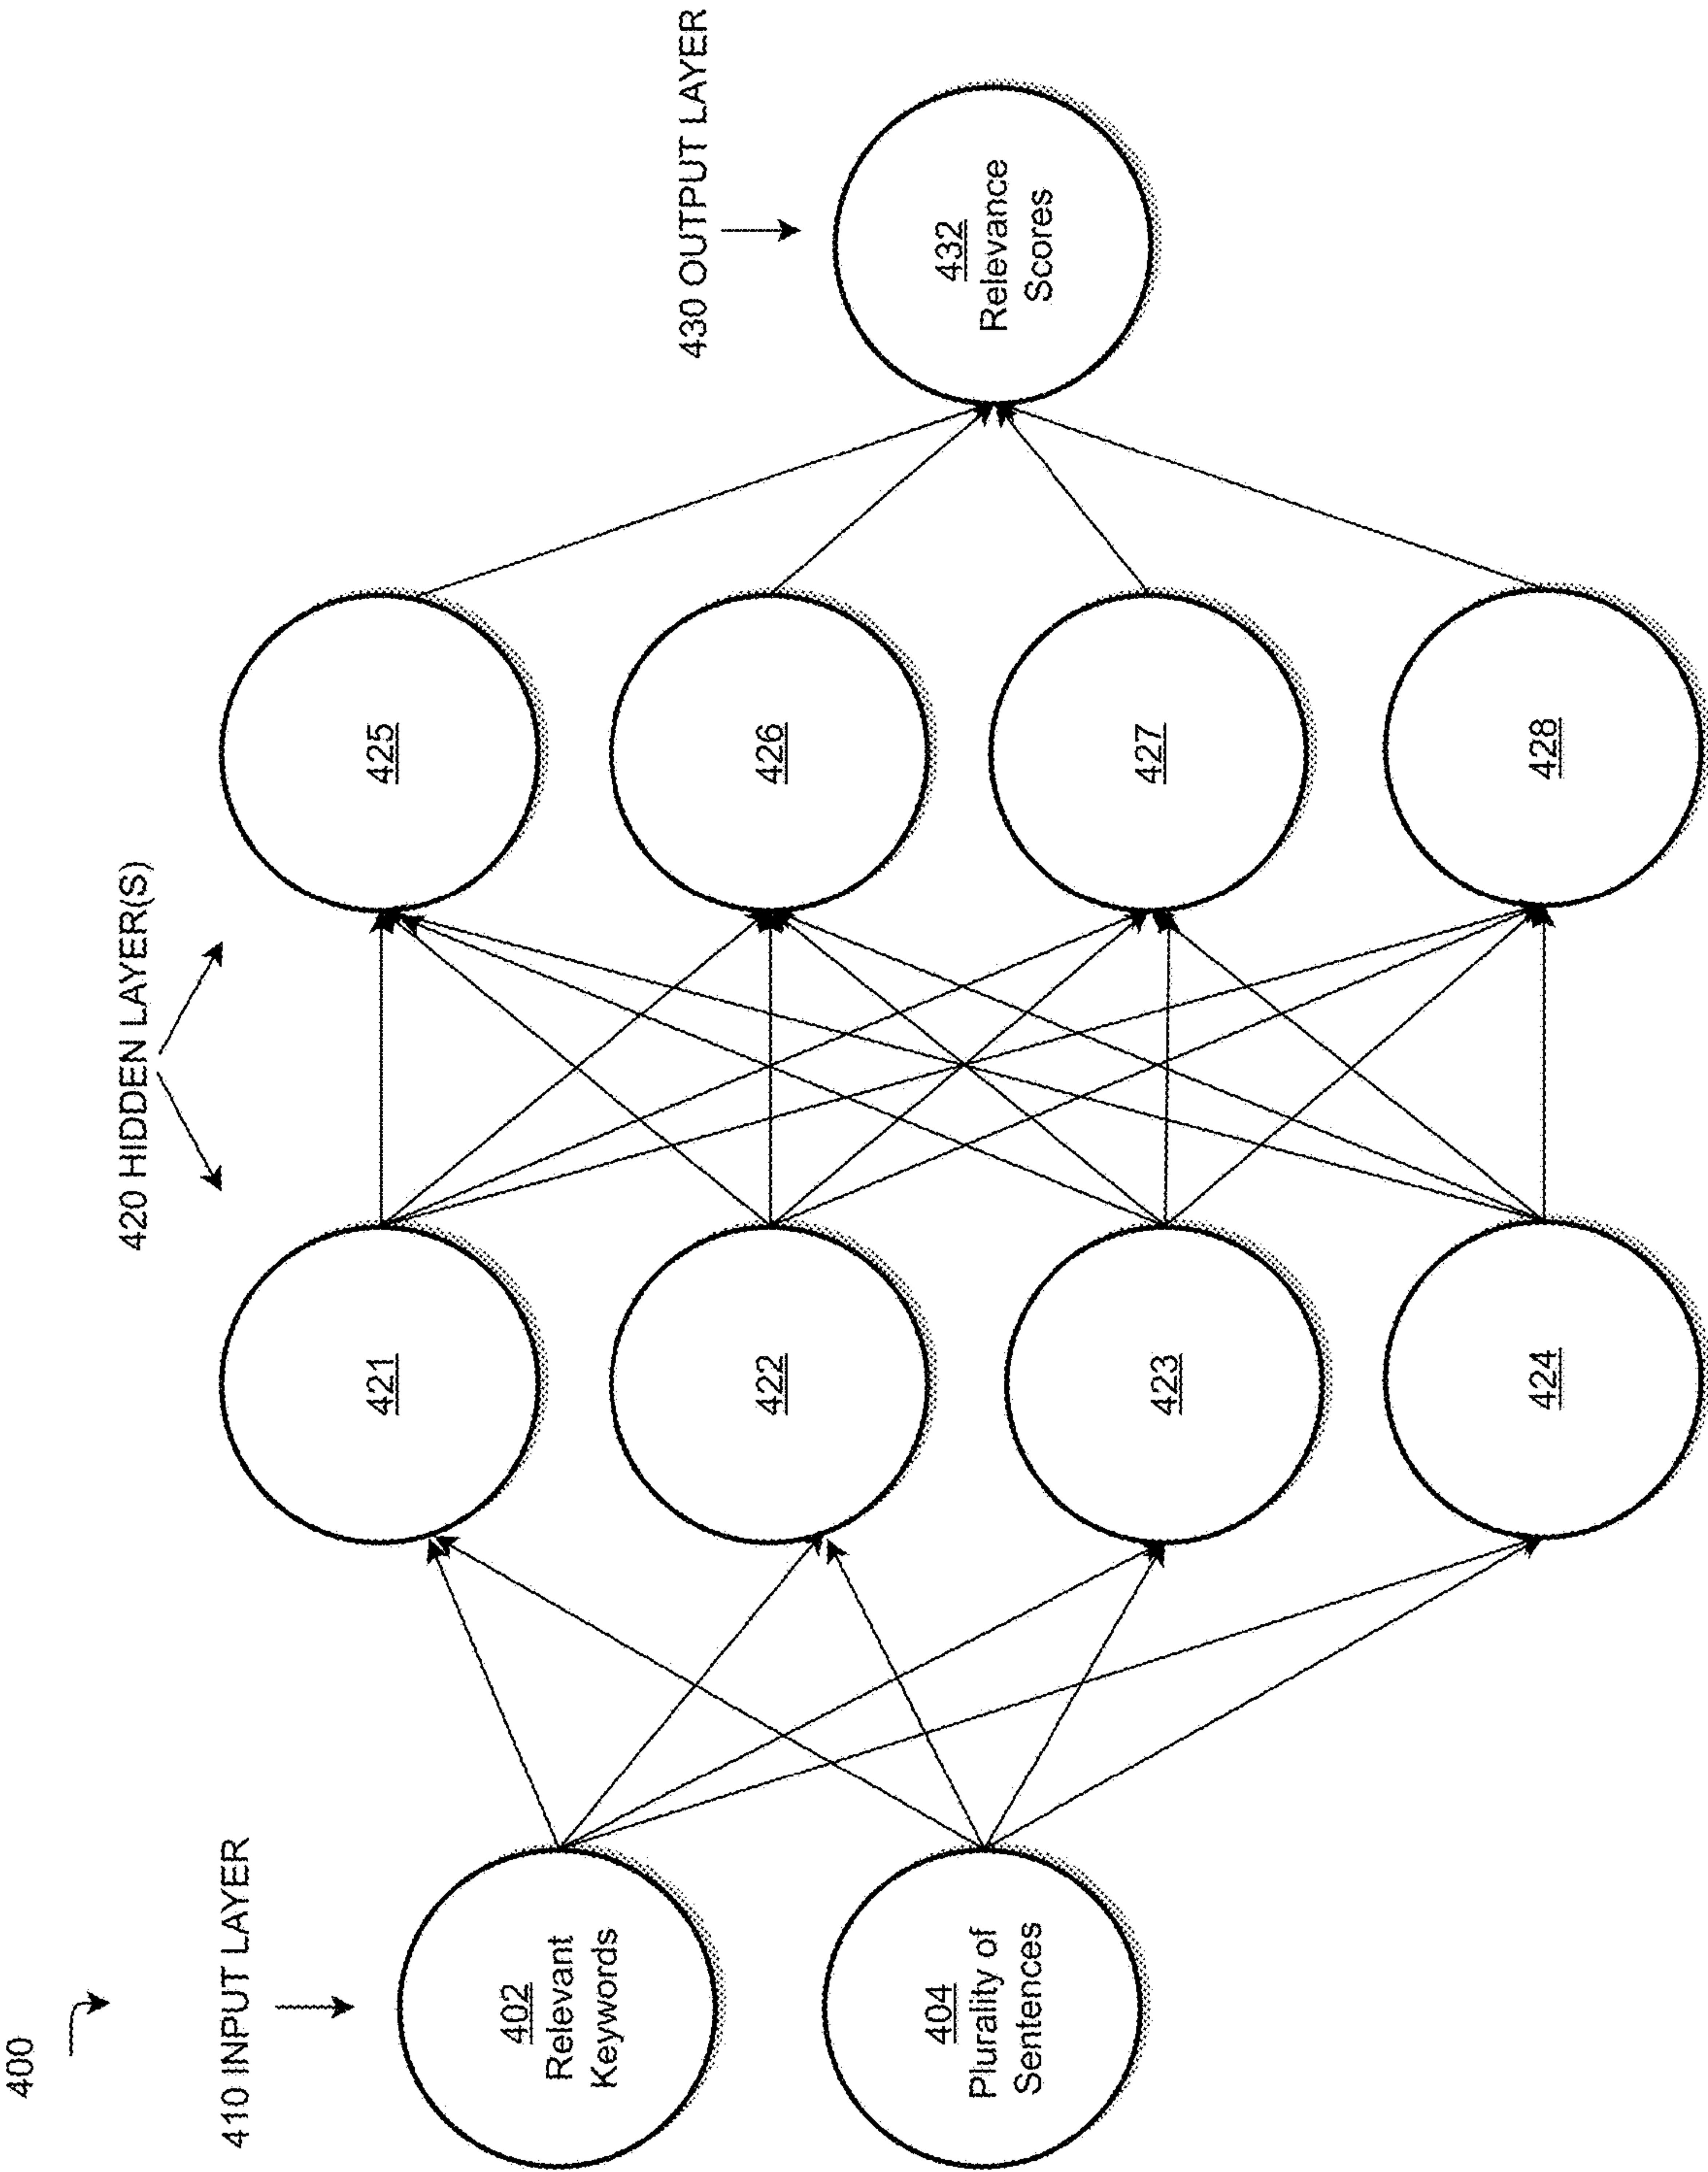 400
410 INPUT LAYER
420 HIDDEN LAYER(S)
430 OUTPUT LAYER
402
Relevant
Keywords
404
Plurality of
Sentences
421
422
423
424
425
426
427
428
432
Relevance
Scores